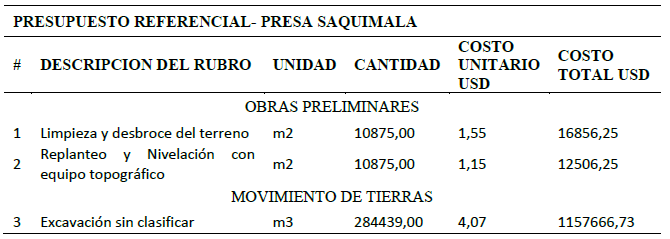 PRESUPUESTO REFERENCIAL- PRESA SAQUIMALA
# DESCRIPCION DEL RUBRO UNIDAD CANTIDAD COSTO UNITARIO USD COSTO TOTAL USD
OBRAS PRELIMINARES
1 Limpieza y desbroce del terreno m2 10875,00 1,55 16856,25
2 Replanteo y Nivelación con equipo topográfico m2 10875,00 1,15 12506,25
MOVIMIENTO DE TIERRAS
3 Excavación sin clasificar m3 284439,00 4,07 1157666,73